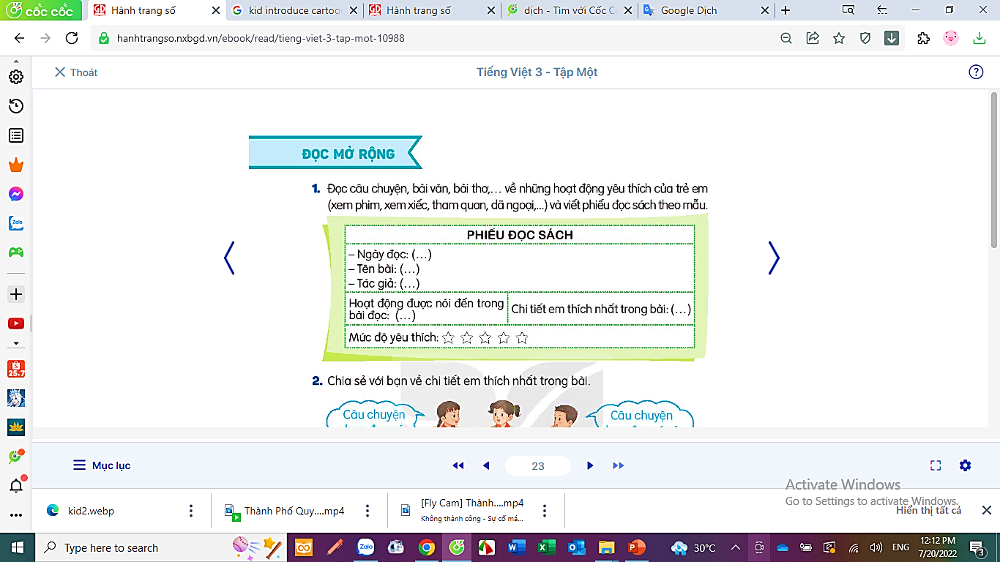 cốc cốc
Hành trang số
kid introduce cartoo
Hành trang số
dịch - Tìm với Cốc C
Google Dịch
hanhtrangso.nxbgd.vn/ebook/read/tieng-viet-3-tap-mot-10988
Thoát
Tiếng Việt 3 - Tập Một
ĐỌC MỞ RỘNG
1. Đọc câu chuyện, bài văn, bài thơ,... về những hoạt động yêu thích của trẻ em
(xem phim, xem xiếc, tham quan, dã ngoại,...) và viết phiếu đọc sách theo mẫu.
PHIẾU ĐỌC SÁCH
– Ngày đọc: (...)
– Tên bài: (...)
– Tác giả: (...)
Hoạt động được nói đến trong
bài đọc: (...)
Chi tiết em thích nhất trong bài: (...)
Mức độ yêu thích:
2. Chia sẻ với bạn về chi tiết em thích nhất trong bài.
Câu chuyện
Câu chuyện
Zalo
25.7
Mục lục
23
Activate Windows
Go to Settings to activate Windows.
kid2.webp
Thành Phố Quy....mp4
[Fly Cam] Thành....mp4
Không thành công - Sự cố má...
Hiển thị tất cả
Type here to search
Zalo
30°C
ENG
12:12 PM
7/20/2022
3